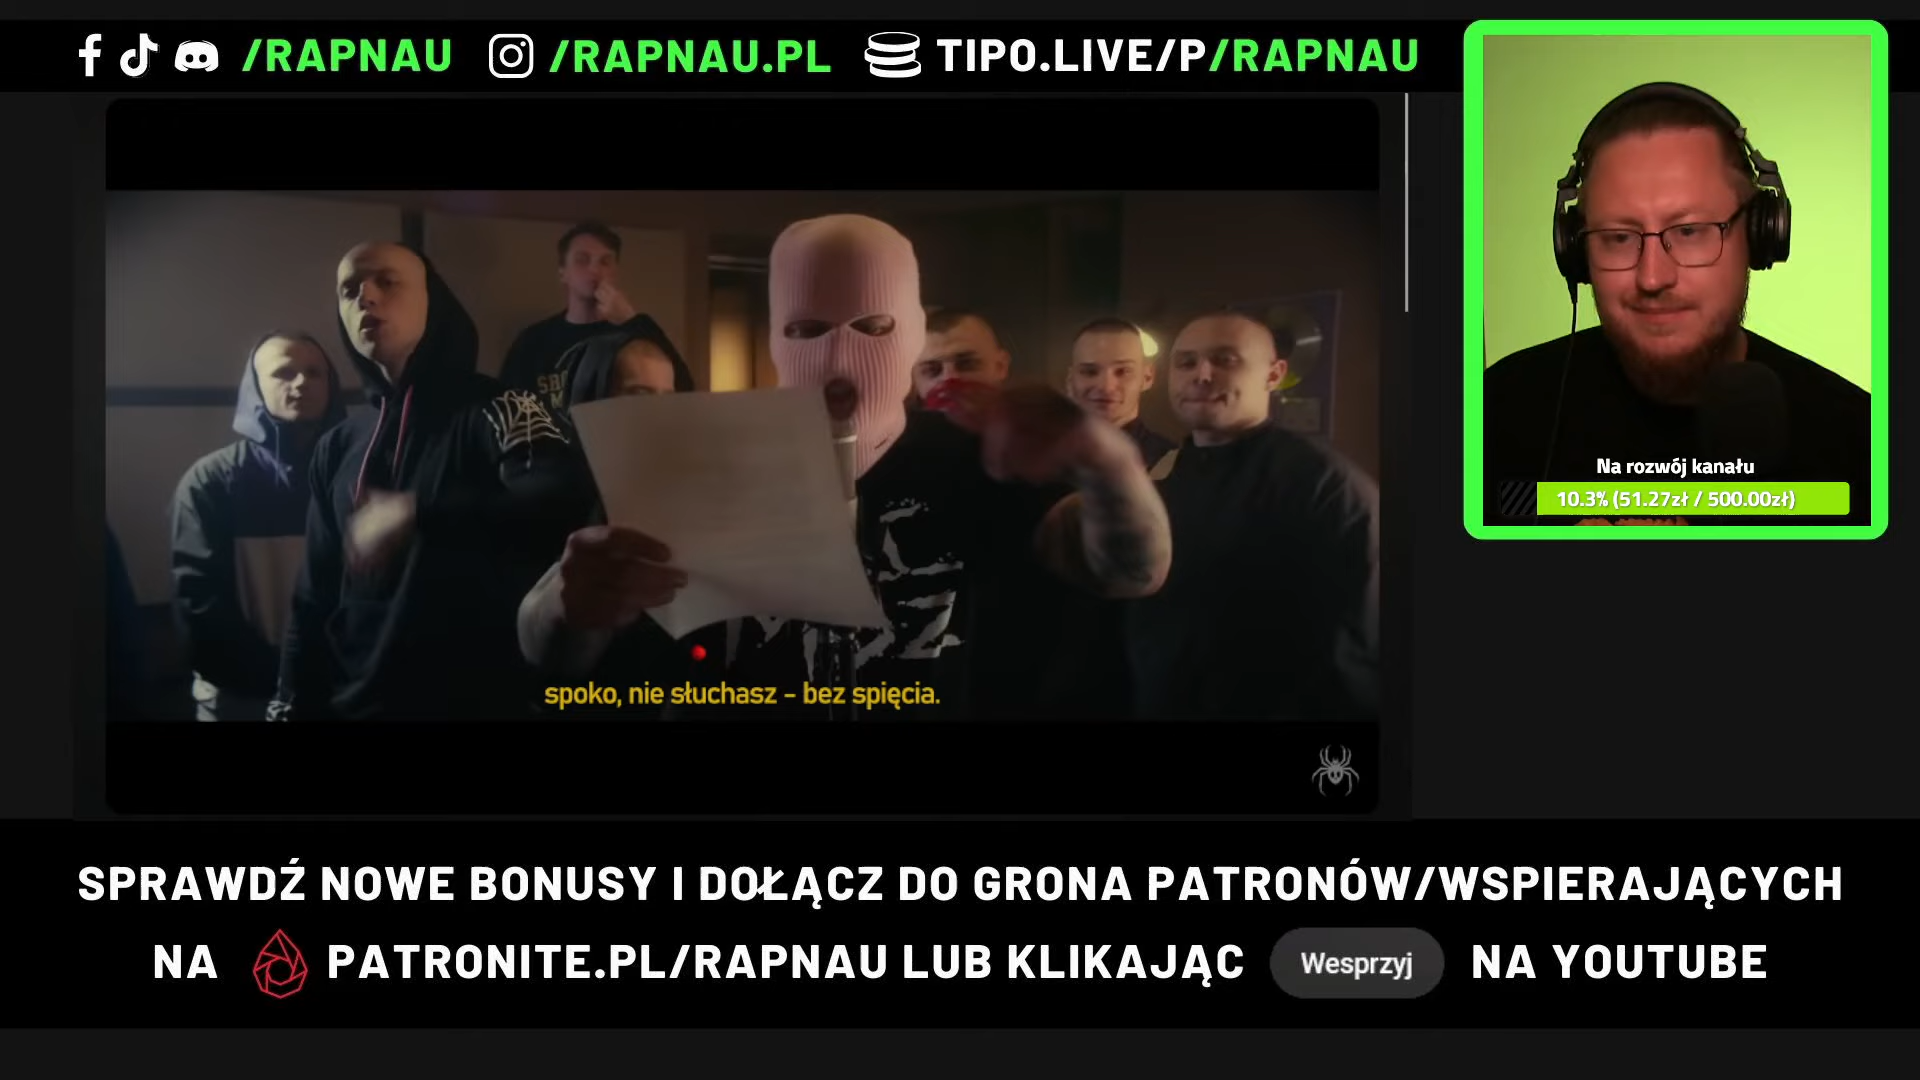 /RAPNAU /RAPNAU.PL TIPO.LIVE/P/RAPNAU
spoko, nie słuchasz - bez spięcia.
Na rozwój kanału
10.3% (51.27zł / 500.00zł)
SPRAWDŹ NOWE BONUSY I DOŁĄCZ DO GRONA PATRONÓW/WSPIERAJĄCYCH
NA PATRONITE.PL/RAPNAU LUB KLIKAJĄC Wesprzyj NA YOUTUBE